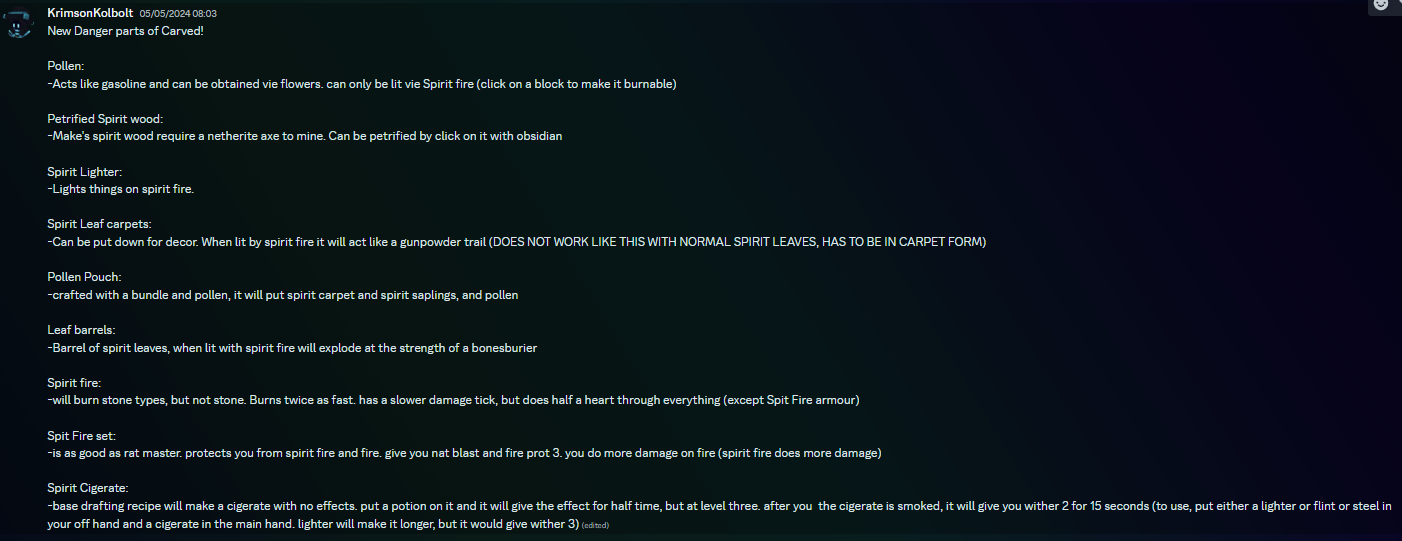 KrimsonKolbolt 05/05/2024 08:03
New Danger parts of Carved!
Pollen:
-Acts like gasoline and can be obtained vie flowers. can only be lit vie Spirit fire (click on a block to make it burnable)
Petrified Spirit wood:
-Make's spirit wood require a netherite axe to mine. Can be petrified by click on it with obsidian
Spirit Lighter:
-Lights things on spirit fire.
Spirit Leaf carpets:
-Can be put down for decor. When lit by spirit fire it will act like a gunpowder trail (DOES NOT WORK LIKE THIS WITH NORMAL SPIRIT LEAVES, HAS TO BE IN CARPET FORM)
Pollen Pouch:
-crafted with a bundle and pollen, it will put spirit carpet and spirit saplings, and pollen
Leaf barrels:
-Barrel of spirit leaves, when lit with spirit fire will explode at the strength of a bonesburier
Spirit fire:
-will burn stone types, but not stone. Burns twice as fast. has a slower damage tick, but does half a heart through everything (except Spit Fire armour)
Spit Fire set:
-is as good as rat master. protects you from spirit fire and fire. give you nat blast and fire prot 3. you do more damage on fire (spirit fire does more damage)
Spirit Cigerate:
-base drafting recipe will make a cigerate with no effects. put a potion on it and it will give the effect for half time, but at level three. after you the cigerate is smoked, it will give you wither 2 for 15 seconds (to use, put either a lighter or flint or steel in
your off hand and a cigerate in the main hand. lighter will make it longer, but it would give wither 3) (edited)